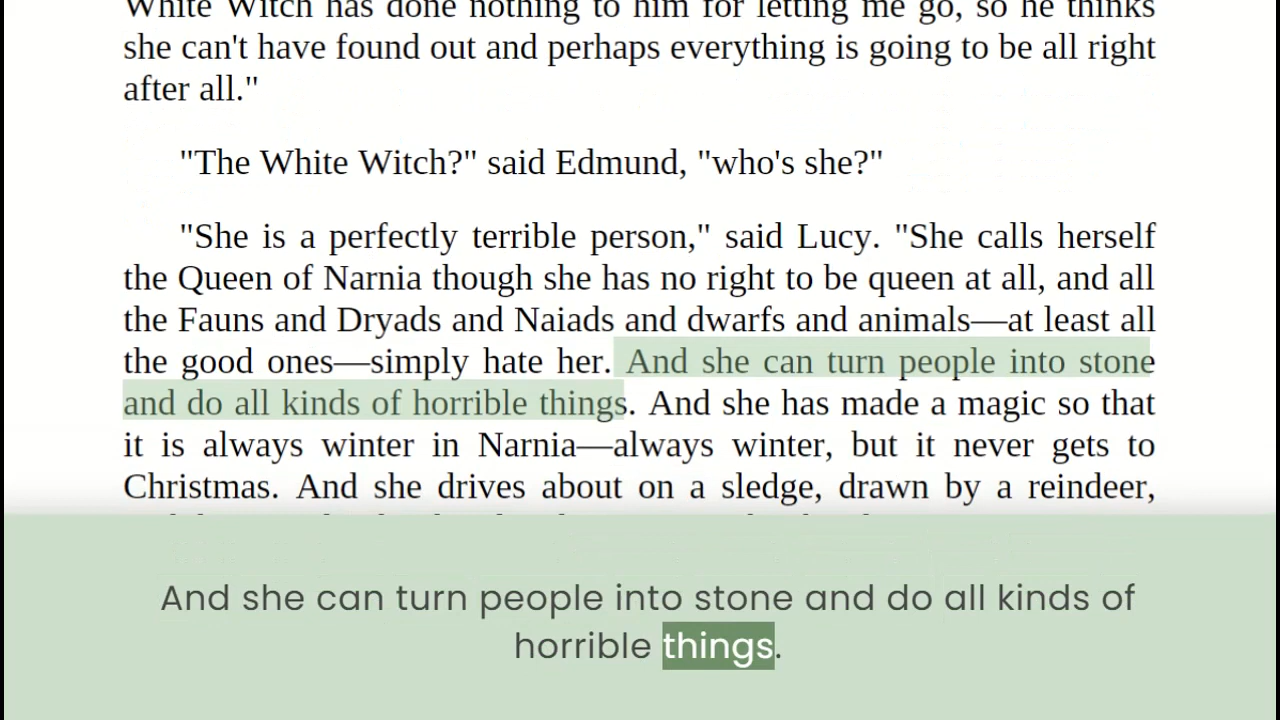 White Witch has done nothing to him for letting me go, so he thinks
she can't have found out and perhaps everything is going to be all right
after all."
"The White Witch?" said Edmund, "who's she?"
"She is a perfectly terrible person," said Lucy. "She calls herself
the Queen of Narnia though she has no right to be queen at all, and all
the Fauns and Dryads and Naiads and dwarfs and animals—at least all
the good ones—simply hate her. And she can turn people into stone
and do all kinds of horrible things. And she has made a magic so that
it is always winter in Narnia—always winter, but it never gets to
Christmas. And she drives about on a sledge, drawn by a reindeer,
And she can turn people into stone and do all kinds of
horrible things.